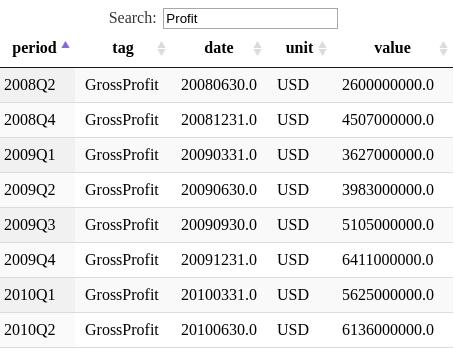 Search: Profit
period tag date unit value
2008Q2 GrossProfit 20080630.0 USD 2600000000.0
2008Q4 GrossProfit 20081231.0 USD 4507000000.0
2009Q1 GrossProfit 20090331.0 USD 3627000000.0
2009Q2 GrossProfit 20090630.0 USD 3983000000.0
2009Q3 GrossProfit 20090930.0 USD 5105000000.0
2009Q4 GrossProfit 20091231.0 USD 6411000000.0
2010Q1 GrossProfit 20100331.0 USD 5625000000.0
2010Q2 GrossProfit 20100630.0 USD 6136000000.0